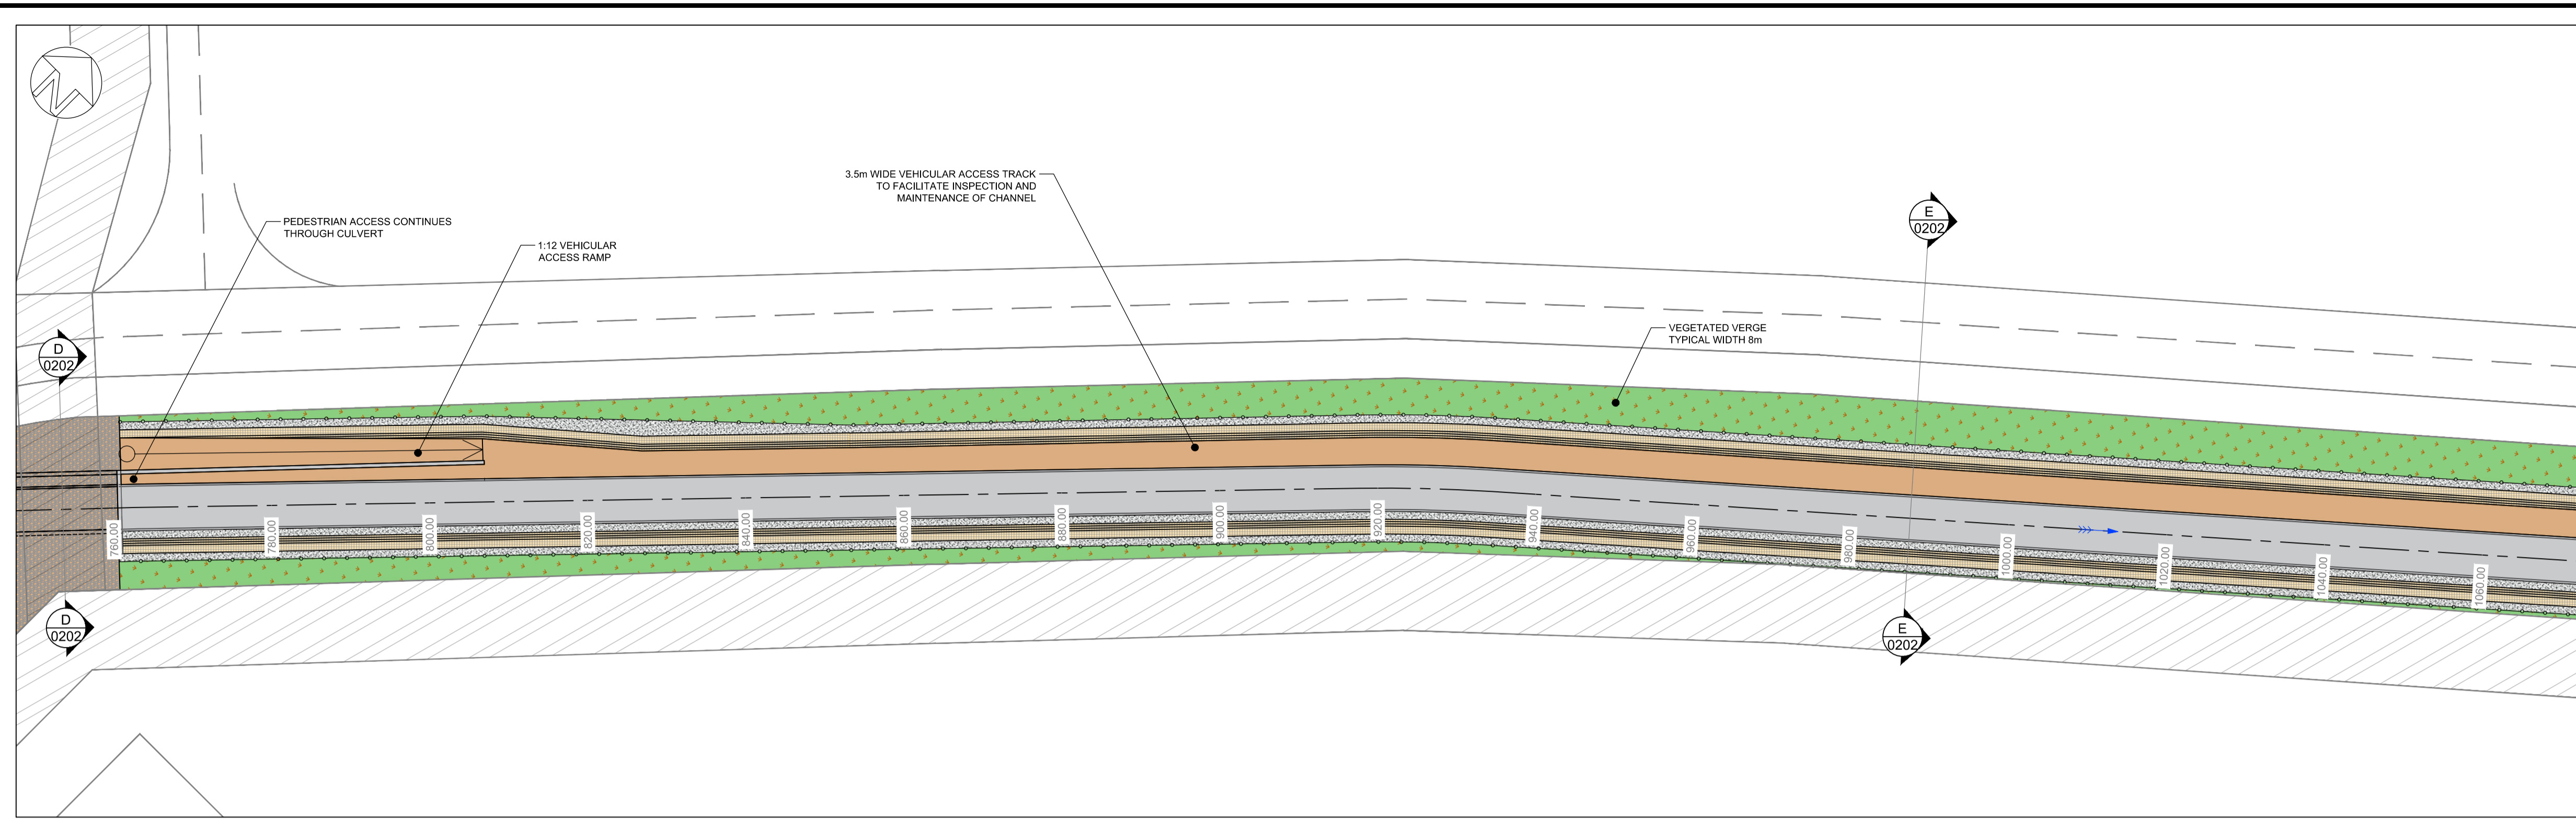 3.5m WIDE VEHICULAR ACCESS TRACK
TO FACILITATE INSPECTION AND
MAINTENANCE OF CHANNEL
PEDESTRIAN ACCESS CONTINUES
THROUGH CULVERT
1:12 VEHICULAR
ACCESS RAMP
E
0202
VEGETATED VERGE
TYPICAL WIDTH 8m
D
0202
760.00
780.00
800.00
820.00
840.00
860.00
880.00
900.00
920.00
940.00
960.00
980.00
1000.00
1020.00
1040.00
1060.00
D
0202
E
0202